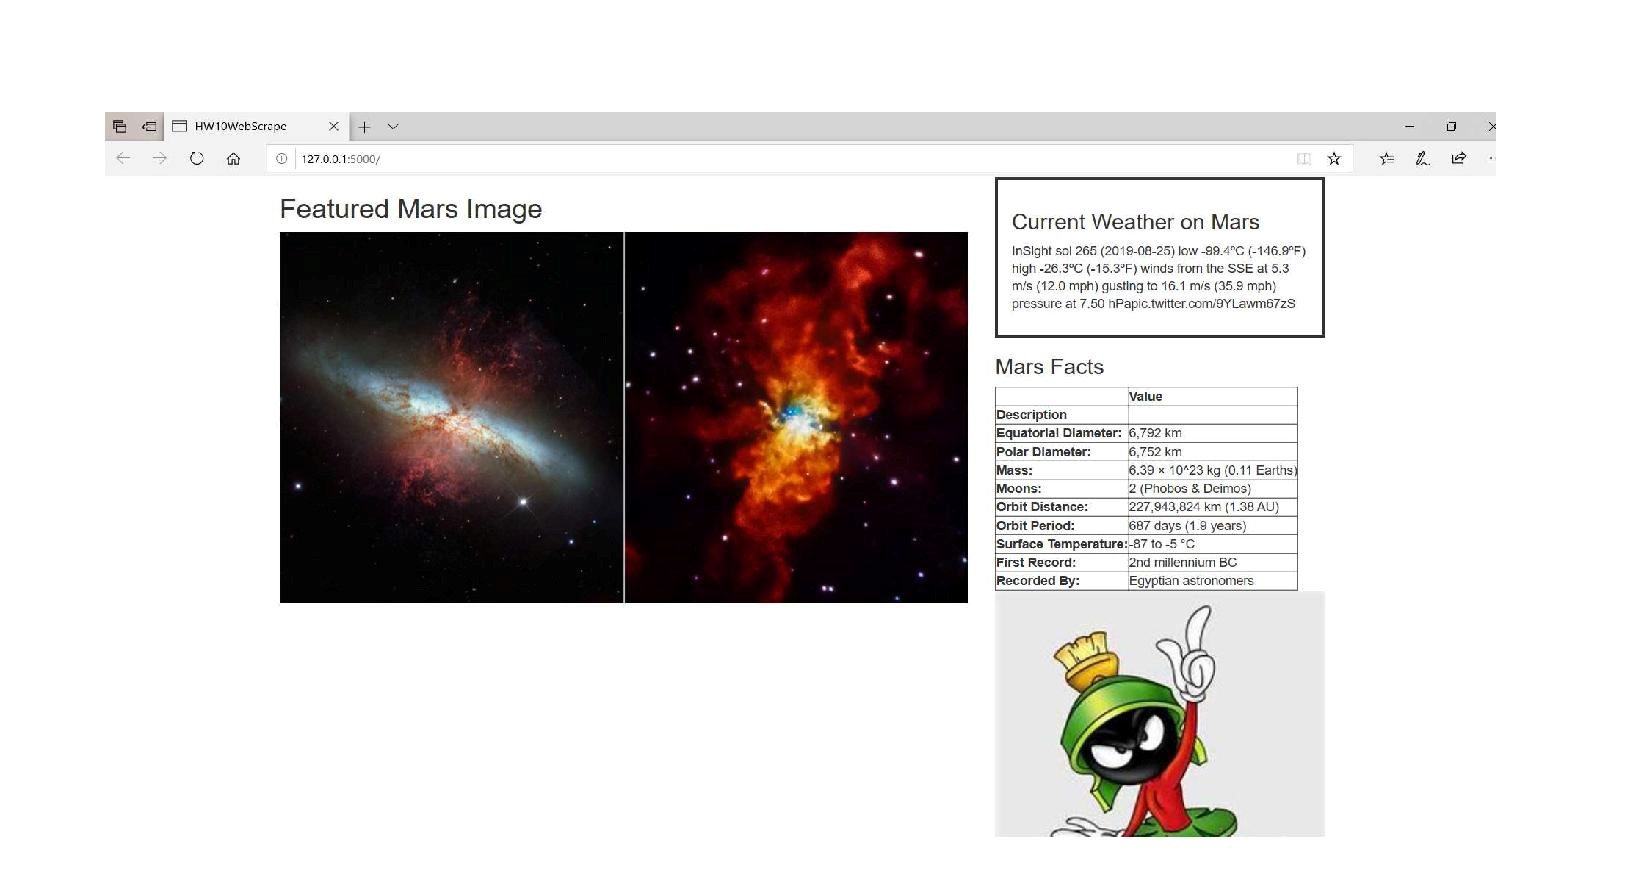 HW10WebScrape
127.0.0.1:5000/
Featured Mars Image
Current Weather on Mars
InSight sol 265 (2019-08-25) low -99.4ºC (-146.9ºF)
high -26.3ºC (-15.3ºF) winds from the SSE at 5.3
m/s (12.0 mph) gusting to 16.1 m/s (35.9 mph)
pressure at 7.50 hPapic.twitter.com/9YLawm67zS
Mars Facts
Value
Description
Equatorial Diameter: 6,792 km
Polar Diameter: 6,752 km
Mass: 6.39 × 10^23 kg (0.11 Earths)
Moons: 2 (Phobos & Deimos)
Orbit Distance: 227,943,824 km (1.38 AU)
Orbit Period: 687 days (1.9 years)
Surface Temperature: -87 to -5 °C
First Record: 2nd millennium BC
Recorded By: Egyptian astronomers